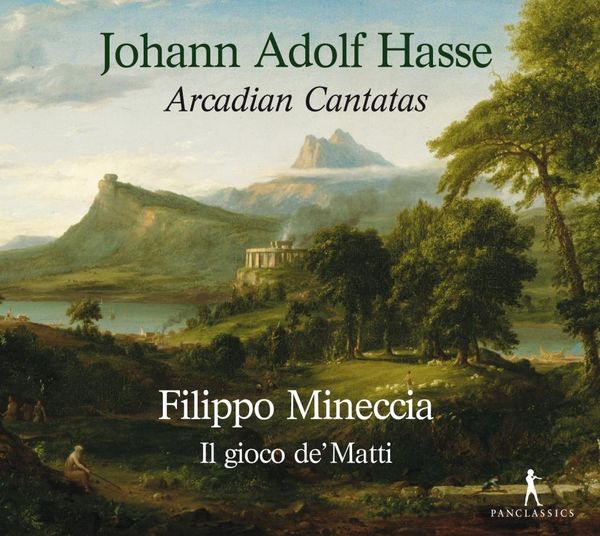 Johann Adolf Hasse
Arcadian Cantatas
Filippo Mineccia
Il gioco de’Matti
PANCLASSICS